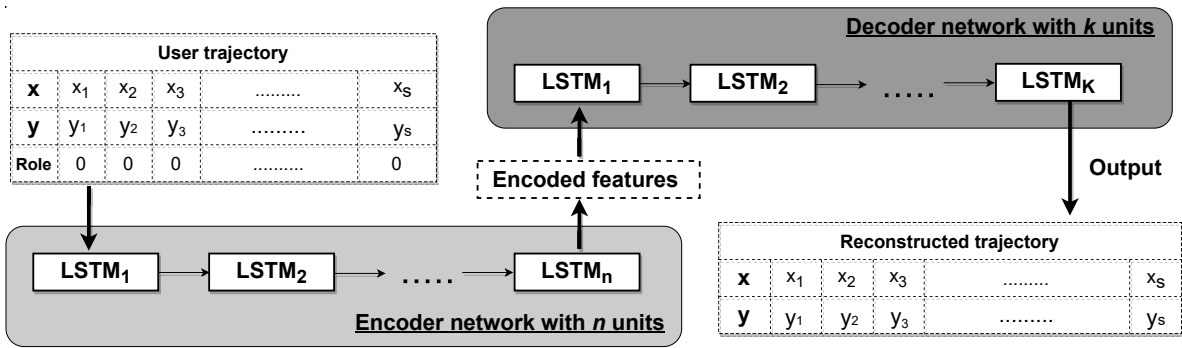 User trajectory
x x1 x2 x3 ......... xs
y y1 y2 y3 ......... ys
Role 0 0 0 ......... 0
LSTM1 LSTM2 ..... LSTMn
Encoder network with n units
Encoded features
Decoder network with k units
LSTM1 LSTM2 ..... LSTMK
Output
Reconstructed trajectory
x x1 x2 x3 ......... xs
y y1 y2 y3 ......... ys